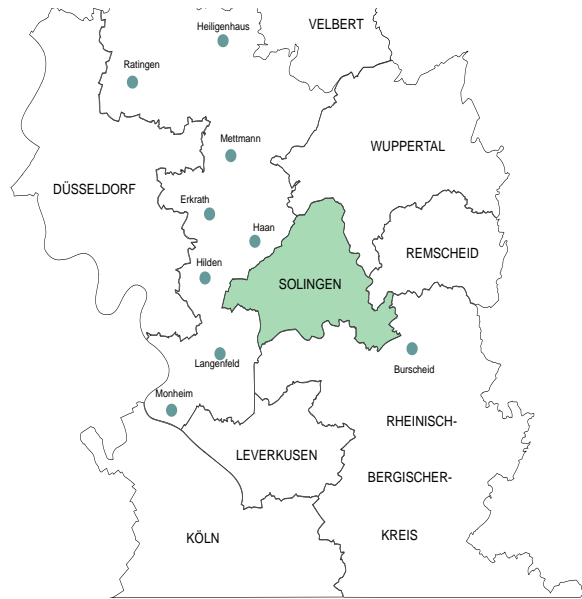 VELBERT
Heiligenhaus
Ratingen
Mettmann
WUPPERTAL
DÜSSELDORF
Erkrath
Haan
REMSCHEID
Hilden
SOLINGEN
Langenfeld
Burscheid
Monheim
RHEINISCH-
LEVERKUSEN
BERGISCHER-
KÖLN
KREIS